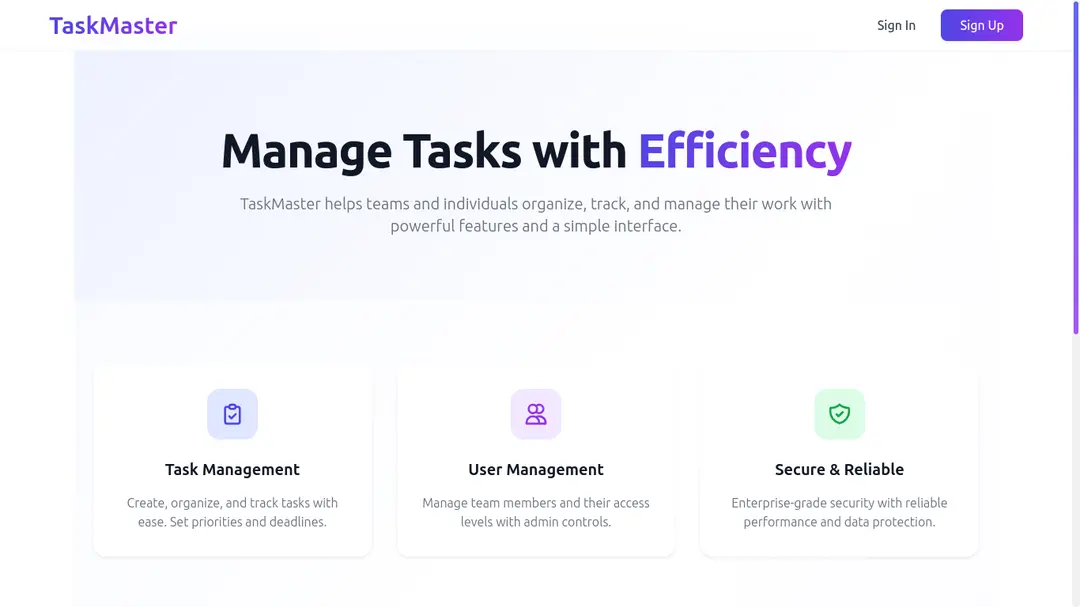 TaskMaster
Sign In
Sign Up
Manage Tasks with Efficiency
TaskMaster helps teams and individuals organize, track, and manage their work with
powerful features and a simple interface.
Task Management
Create, organize, and track tasks with
ease. Set priorities and deadlines.
User Management
Manage team members and their access
levels with admin controls.
Secure & Reliable
Enterprise-grade security with reliable
performance and data protection.